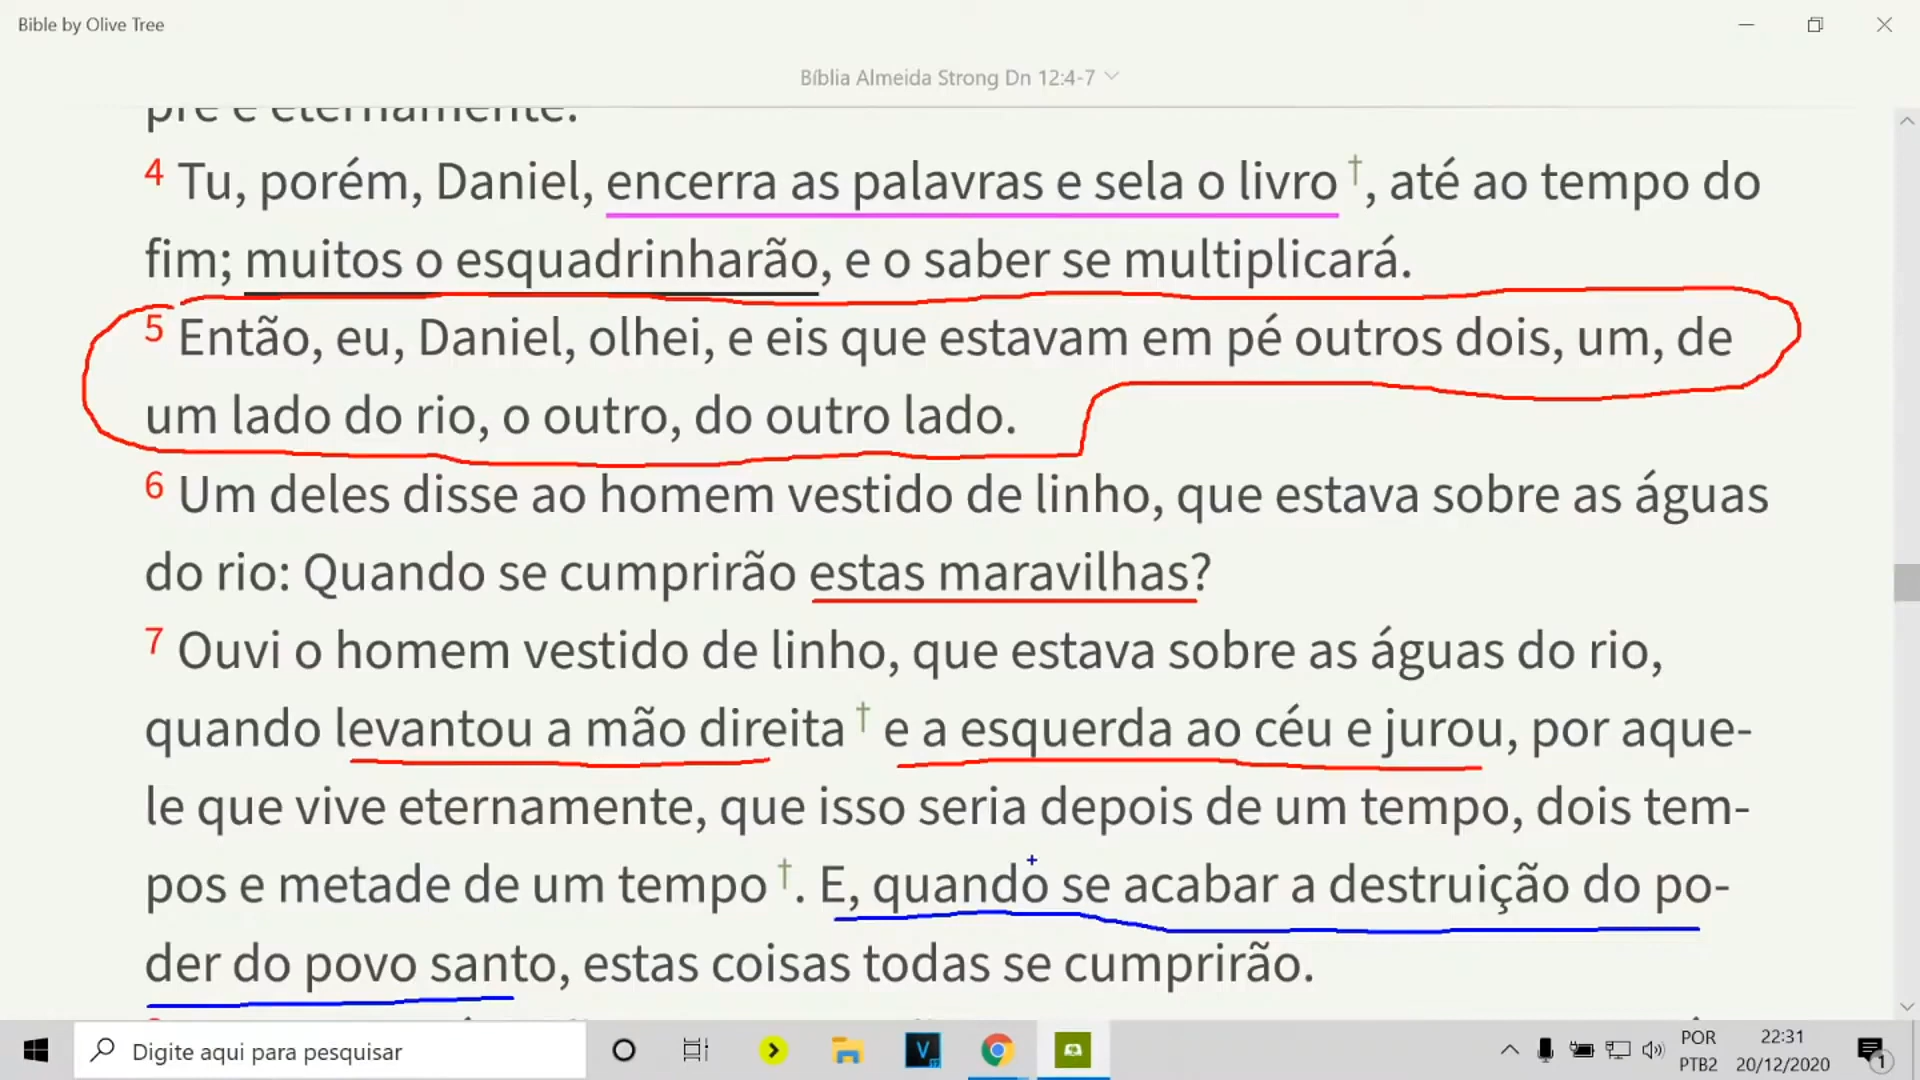 Bible by Olive Tree
Bíblia Almeida Strong Dn 12:4-7
pre e eternamente.
4 Tu, porém, Daniel, encerra as palavras e sela o livro †, até ao tempo do
fim; muitos o esquadrinharão, e o saber se multiplicará.
5 Então, eu, Daniel, olhei, e eis que estavam em pé outros dois, um, de
um lado do rio, o outro, do outro lado.
6 Um deles disse ao homem vestido de linho, que estava sobre as águas
do rio: Quando se cumprirão estas maravilhas?
7 Ouvi o homem vestido de linho, que estava sobre as águas do rio,
quando levantou a mão direita † e a esquerda ao céu e jurou, por aque-
le que vive eternamente, que isso seria depois de um tempo, dois tem-
pos e metade de um tempo †. E, quando se acabar a destruição do po-
der do povo santo, estas coisas todas se cumprirão.
Digite aqui para pesquisar
POR
PTB2
22:31
20/12/2020
1